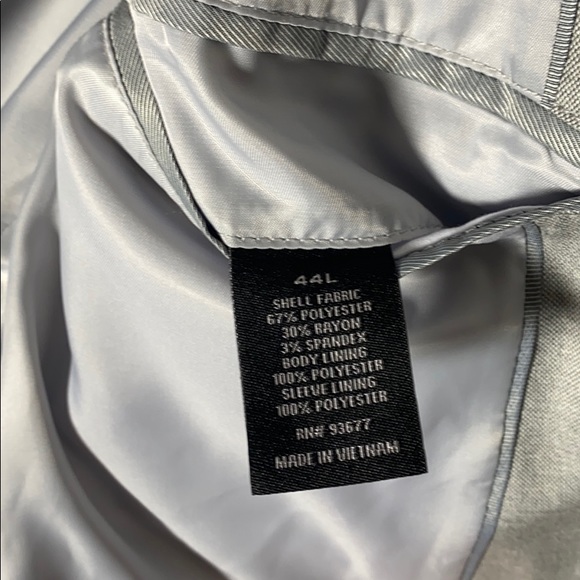 44L
SHELL FABRIC
67% POLYESTER
30% RAYON
3% SPANDEX
BODY LINING
100% POLYESTER
SLEEVE LINING
100% POLYESTER
RN# 93677
MADE IN VIETNAM